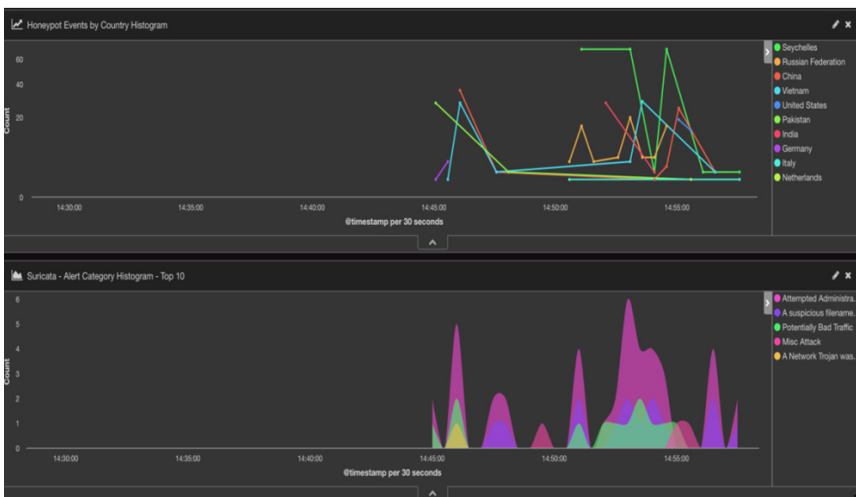 Honeypot Events by Country Histogram
60
40
20
0
Count
14:30:00 14:35:00 14:40:00 14:45:00 14:50:00 14:55:00
@timestamp per 30 seconds
Seychelles
Russian Federation
China
Vietnam
United States
Pakistan
India
Germany
Italy
Netherlands
Suricata - Alert Category Histogram - Top 10
6
5
4
3
2
1
0
Count
14:30:00 14:35:00 14:40:00 14:45:00 14:50:00 14:55:00
@timestamp per 30 seconds
Attempted Administra..
A suspicious filename..
Potentially Bad Traffic
Misc Attack
A Network Trojan was..